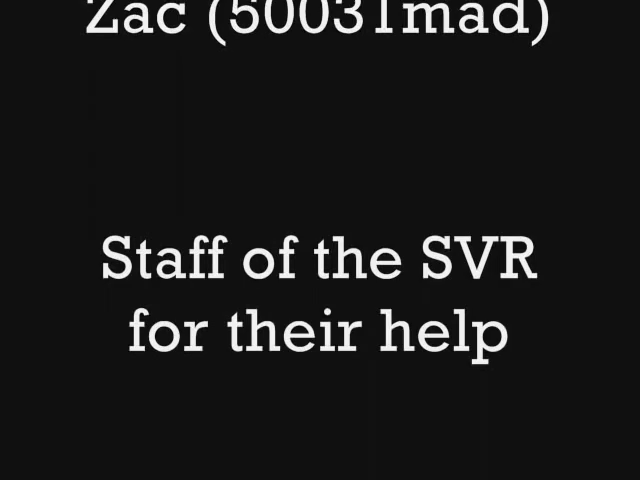 Zac (50031mad)
Staff of the SVR
for their help